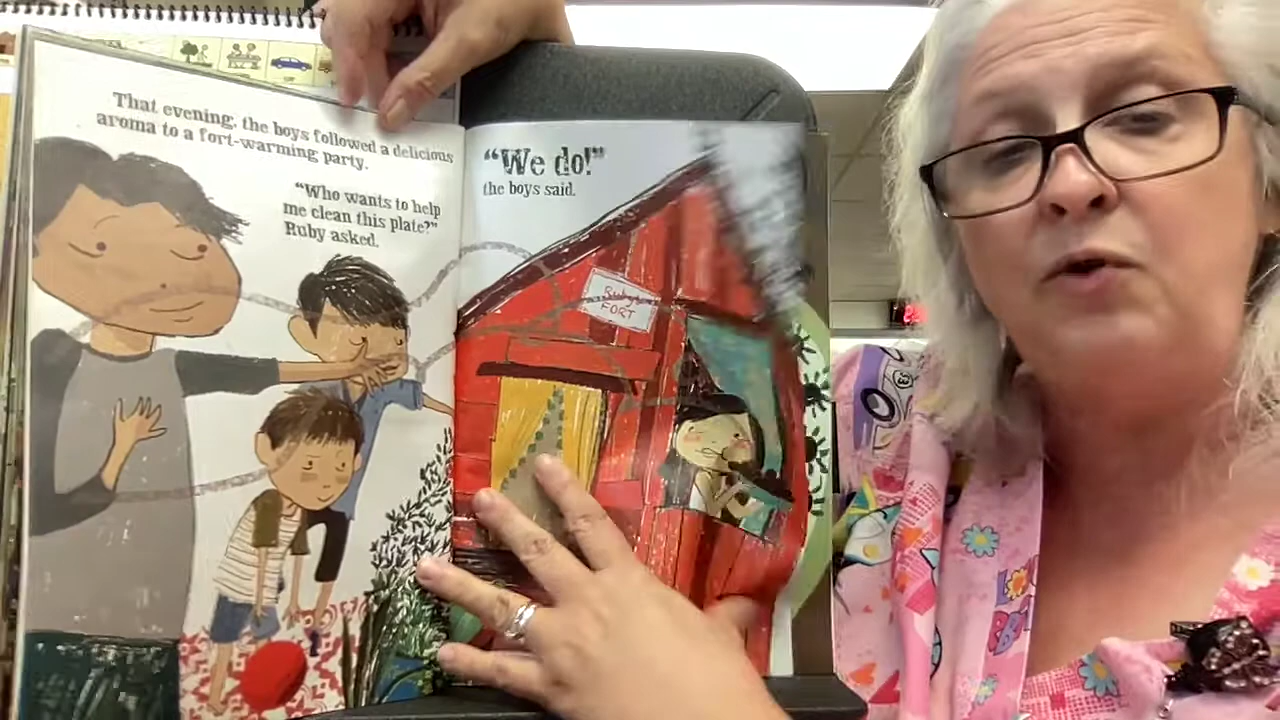 That evening, the boys followed a delicious
aroma to a fort-warming party.
"Who wants to help
me clean this plate?"
Ruby asked.
"We do!"
the boys said.
Ruby's
FORT